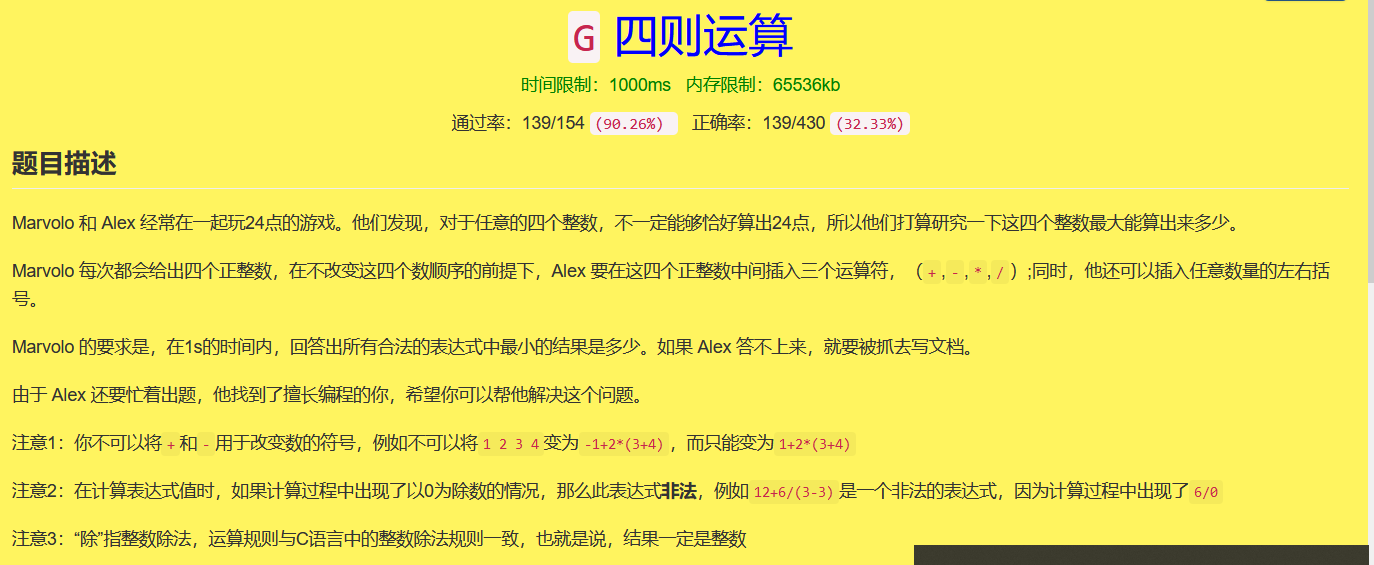 G 四则运算
时间限制：1000ms 内存限制：65536kb
通过率：139/154 (90.26%) 正确率：139/430 (32.33%)
题目描述
Marvolo 和 Alex 经常在一起玩24点的游戏。他们发现，对于任意的四个整数，不一定能够恰好算出24点，所以他们打算研究一下这四个整数最大能算出来多少。
Marvolo 每次都会给出四个正整数，在不改变这四个数顺序的前提下，Alex 要在这四个正整数中间插入三个运算符，（+,-,*,/）;同时，他还可以插入任意数量的左右括
号。
Marvolo 的要求是，在1s的时间内，回答出所有合法的表达式中最小的结果是多少。如果 Alex 答不上来，就要被抓去写文档。
由于 Alex 还要忙着出题，他找到了擅长编程的你，希望你可以帮他解决这个问题。
注意1：你不可以将+和-用于改变数的符号，例如不可以将1 2 3 4变为-1+2*(3+4)，而只能变为1+2*(3+4)
注意2：在计算表达式值时，如果计算过程中出现了以0为除数的情况，那么此表达式非法，例如12+6/(3-3)是一个非法的表达式，因为计算过程中出现了6/0
注意3：“除”指整数除法，运算规则与C语言中的整数除法规则一致，也就是说，结果一定是整数